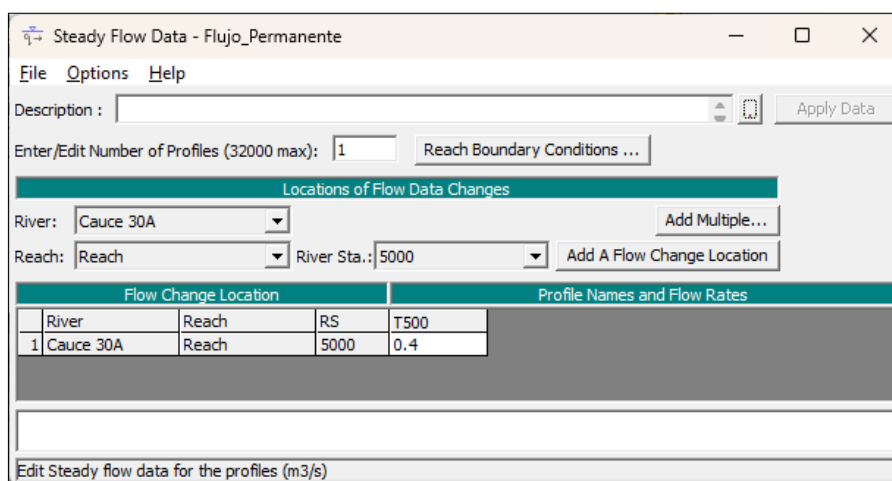 Steady Flow Data - Flujo_Permanente
File Options Help
Description : Apply Data
Enter/Edit Number of Profiles (32000 max): 1 Reach Boundary Conditions ...
Locations of Flow Data Changes
River: Cauce 30A Add Multiple...
Reach: Reach River Sta.: 5000 Add A Flow Change Location
Flow Change Location Profile Names and Flow Rates
River Reach RS T500
1 Cauce 30A Reach 5000 0.4
Edit Steady flow data for the profiles (m3/s)